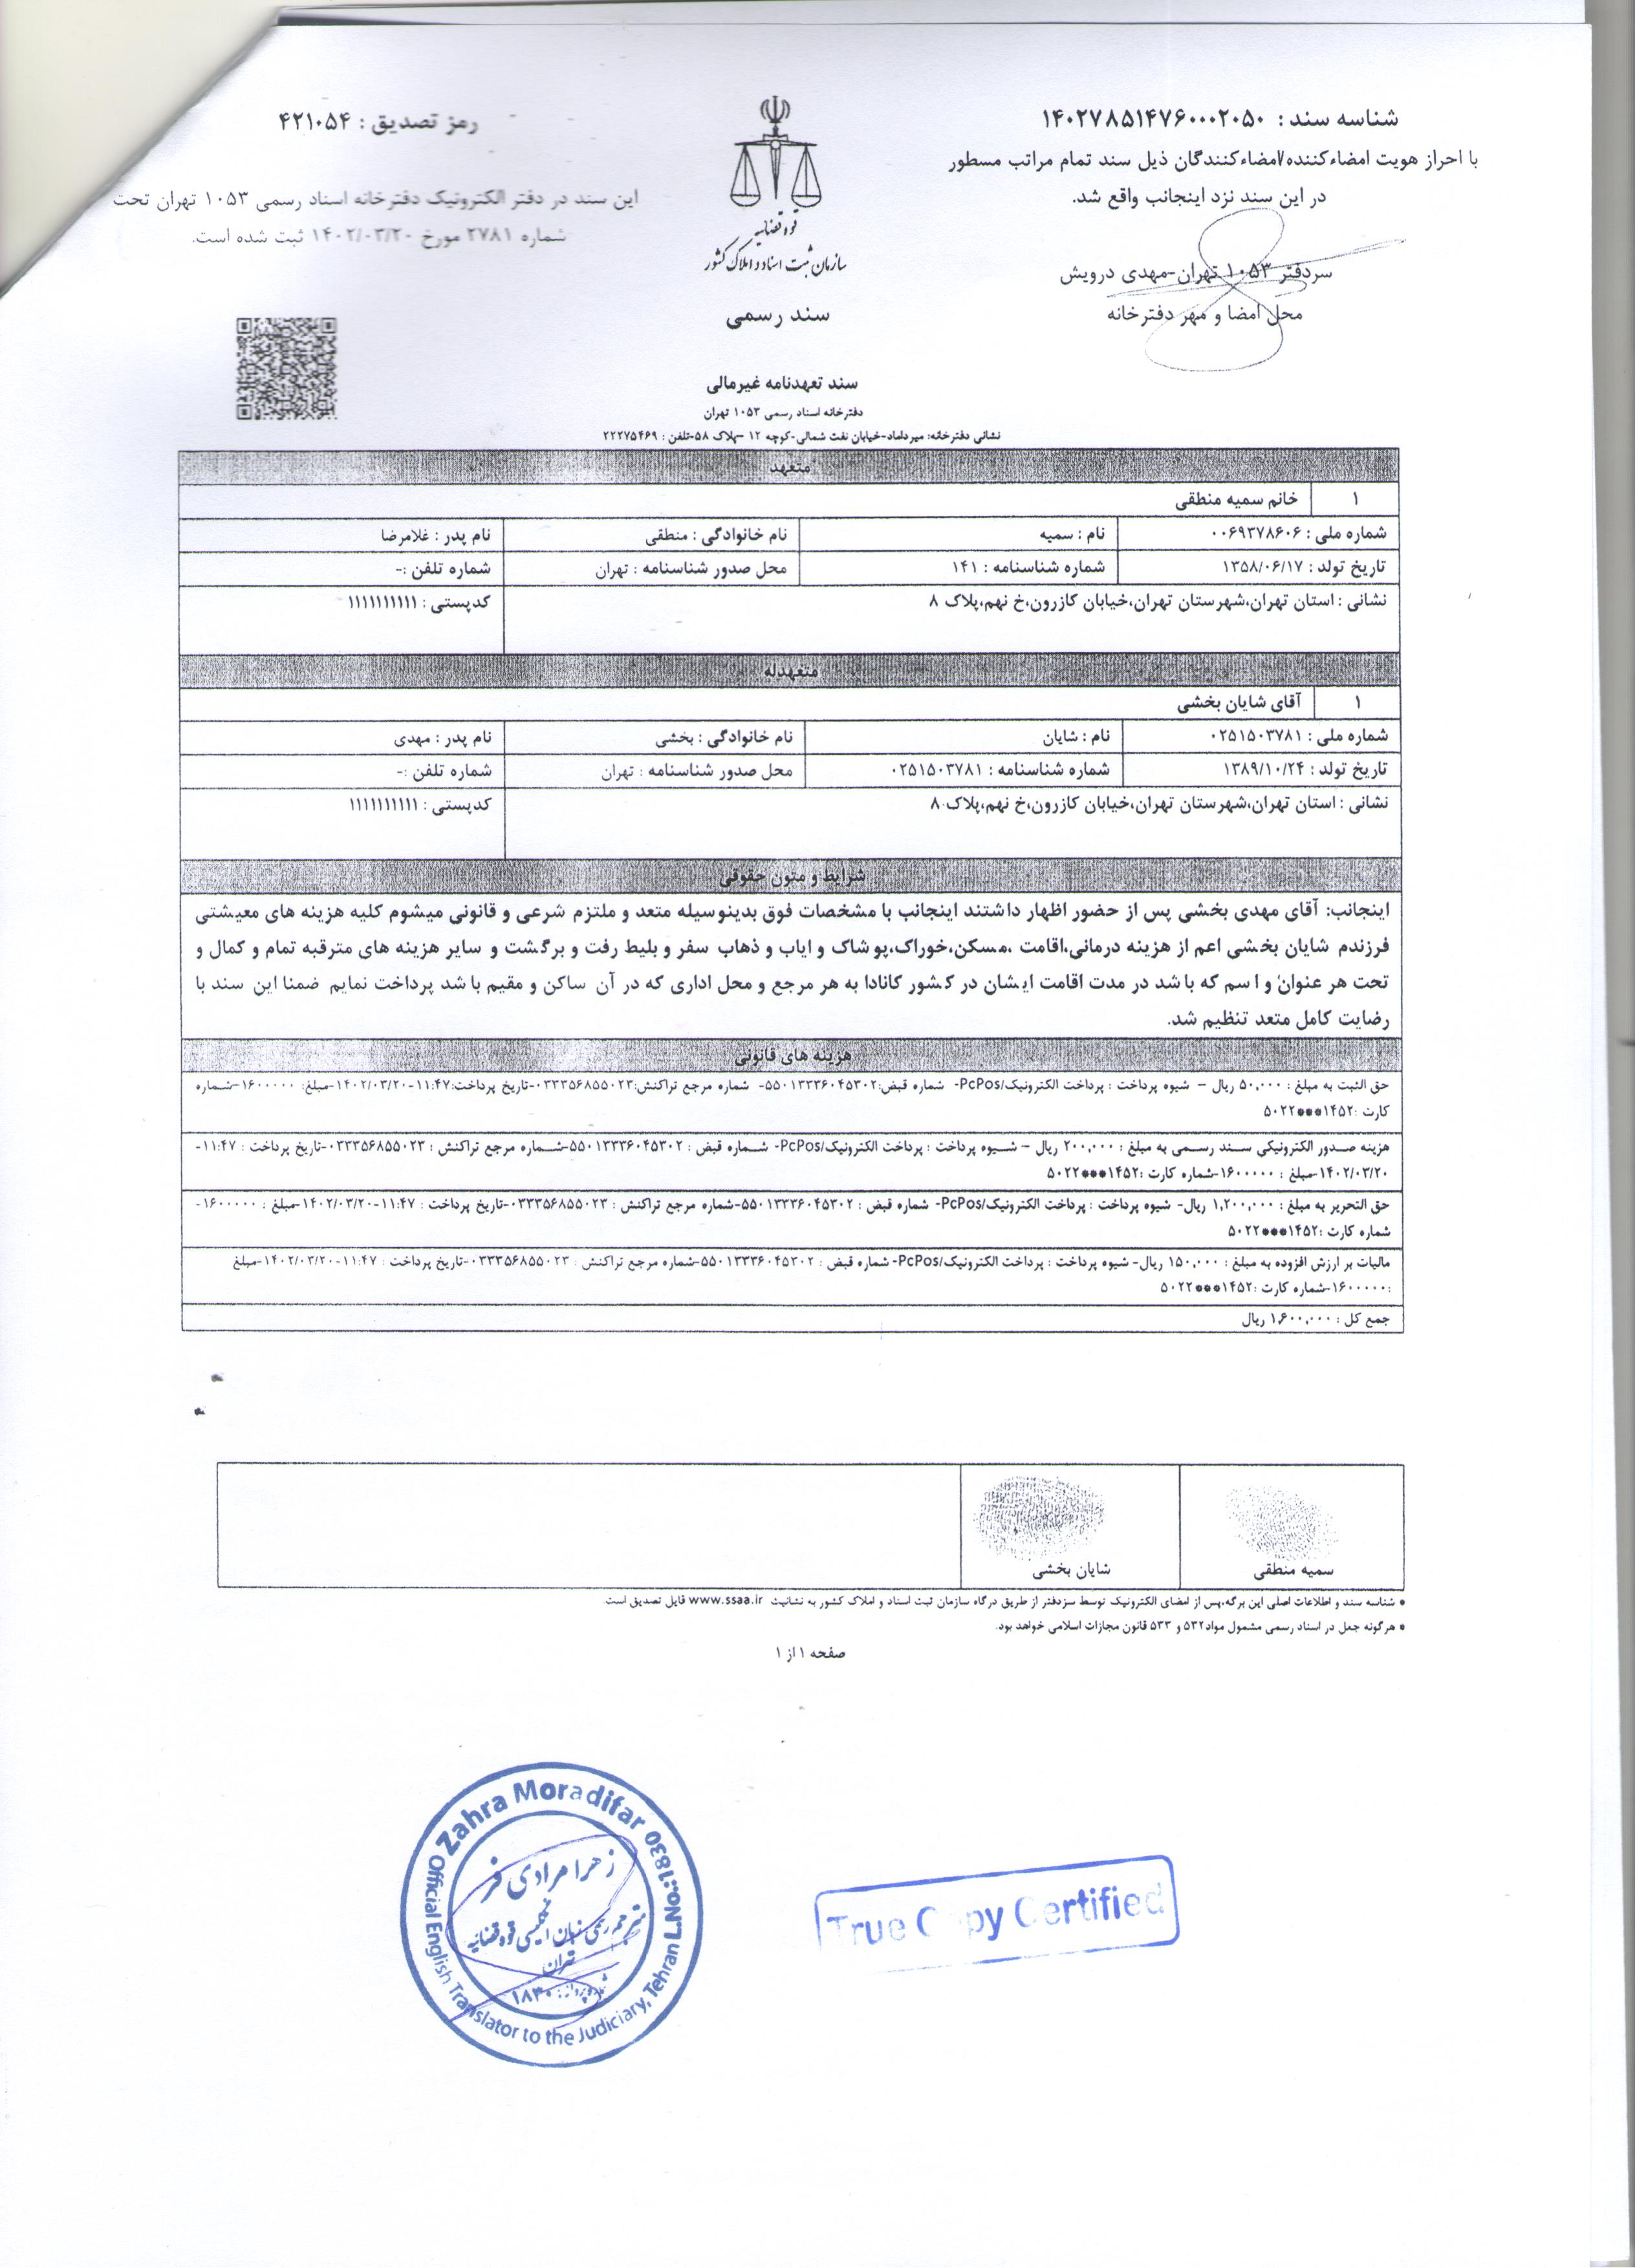 شناسه سند : ۱۴۰۲۷۸۵۱۴۷۶۰۰۰۲۰۵۰
با احراز هویت امضاءکننده/امضاءکنندگان ذیل سند تمام مراتب مسطور
در این سند نزد اینجانب واقع شد.
سردفتر ۱۰۵۳ تهران-مهدی درویش
محل امضا و مهر دفترخانه
قوه قضائیه
سازمان ثبت اسناد و املاک کشور
سند رسمی
رمز تصدیق : ۴۲۱۰۵۴
این سند در دفتر الکترونیک دفترخانه اسناد رسمی ۱۰۵۳ تهران تحت
شماره ۲۷۸۱ مورخ ۱۴۰۲/۰۳/۲۰ ثبت شده است.
سند تعهدنامه غیرمالی
دفترخانه اسناد رسمی ۱۰۵۳ تهران
نشانی دفترخانه: میرداماد-خیابان نفت شمالی-کوچه ۱۲ -پلاک ۵۸-تلفن : ۲۲۲۷۵۴۶۹
متعهد
۱ خانم سمیه منطقی
شماره ملی : ۰۰۶۹۳۷۸۶۰۶ نام : سمیه نام خانوادگی : منطقی نام پدر : غلامرضا
تاریخ تولد : ۱۳۵۸/۰۶/۱۷ شماره شناسنامه : ۱۴۱ محل صدور شناسنامه : تهران شماره تلفن :-
نشانی : استان تهران،شهرستان تهران،خیابان کازرون،خ نهم،پلاک ۸ کدپستی : ۱۱۱۱۱۱۱۱۱۱
متعهدله
۱ آقای شایان بخشی
شماره ملی : ۰۲۵۱۵۰۳۷۸۱ نام : شایان نام خانوادگی : بخشی نام پدر : مهدی
تاریخ تولد : ۱۳۸۹/۱۰/۲۴ شماره شناسنامه : ۰۲۵۱۵۰۳۷۸۱ محل صدور شناسنامه : تهران شماره تلفن :-
نشانی : استان تهران،شهرستان تهران،خیابان کازرون،خ نهم،پلاک ۸ کدپستی : ۱۱۱۱۱۱۱۱۱۱
شرایط و متون حقوقی
اینجانب: آقای مهدی بخشی پس از حضور اظهار داشتند اینجانب با مشخصات فوق بدینوسیله متعد و ملتزم شرعی و قانونی میشوم کلیه هزینه های معیشتی
فرزندم شایان بخشی اعم از هزینه درمانی،اقامت ،مسکن،خوراک،پوشاک و ایاب و ذهاب سفر و بلیط رفت و برگشت و سایر هزینه های مترقبه تمام و کمال و
تحت هر عنوان و اسم که باشد در مدت اقامت ایشان در کشور کانادا به هر مرجع و محل اداری که در آن ساکن و مقیم باشد پرداخت نمایم ضمنا این سند با
رضایت کامل متعد تنظیم شد.
هزینه های قانونی
حق الثبت به مبلغ : ۵۰,۰۰۰ ریال – شیوه پرداخت : پرداخت الکترونیک/PcPos- شماره قبض:۵۵۰۱۳۳۳۶۰۴۵۳۰۲- شماره مرجع تراکنش:۰۳۳۳۵۶۸۵۵۰۲۳-تاریخ پرداخت:۱۱:۴۷-۱۴۰۲/۰۳/۲۰-مبلغ: ۱۶۰۰۰۰۰-شماره
کارت :۵۰۲۲***۱۴۵۲
هزینه صدور الکترونیکی سند رسمی به مبلغ : ۲۰۰,۰۰۰ ریال – شیوه پرداخت : پرداخت الکترونیک/PcPos- شماره قبض : ۵۵۰۱۳۳۳۶۰۴۵۳۰۲-شماره مرجع تراکنش : ۰۳۳۳۵۶۸۵۵۰۲۳-تاریخ پرداخت : ۱۱:۴۷-
۱۴۰۲/۰۳/۲۰-مبلغ : ۱۶۰۰۰۰۰-شماره کارت :۵۰۲۲***۱۴۵۲
حق التحریر به مبلغ : ۱,۲۰۰,۰۰۰ ریال- شیوه پرداخت : پرداخت الکترونیک/PcPos- شماره قبض : ۵۵۰۱۳۳۳۶۰۴۵۳۰۲-شماره مرجع تراکنش : ۰۳۳۳۵۶۸۵۵۰۲۳-تاریخ پرداخت : ۱۱:۴۷-۱۴۰۲/۰۳/۲۰-مبلغ : ۱۶۰۰۰۰۰-
شماره کارت :۵۰۲۲***۱۴۵۲
مالیات بر ارزش افزوده به مبلغ : ۱۵۰,۰۰۰ ریال- شیوه پرداخت : پرداخت الکترونیک/PcPos- شماره قبض : ۵۵۰۱۳۳۳۶۰۴۵۳۰۲-شماره مرجع تراکنش : ۰۳۳۳۵۶۸۵۵۰۲۳-تاریخ پرداخت : ۱۱:۴۷-۱۴۰۲/۰۳/۲۰-مبلغ
:۱۶۰۰۰۰۰-شماره کارت :۵۰۲۲***۱۴۵۲
جمع کل : ۱,۶۰۰,۰۰۰ ریال
سمیه منطقی شایان بخشی
• شناسه سند و اطلاعات اصلی این برگه،پس از امضای الکترونیک توسط سردفتر از طریق درگاه سازمان ثبت اسناد و املاک کشور به نشانیت www.ssaa.ir قابل تصدیق است.
• هرگونه جعل در اسناد رسمی مشمول مواد۵۳۲ و ۵۳۳ قانون مجازات اسلامی خواهد بود.
صفحه ۱ از ۱
Zahra Moradifar L.No.:1830
Official English Translator to the Judiciary, Tehran
زهرا مرادی فر
مترجم رسمی زبان انگلیسی قوه قضائیه
تهران
شماره پروانه: ۱۸۳۰
True Copy Certified